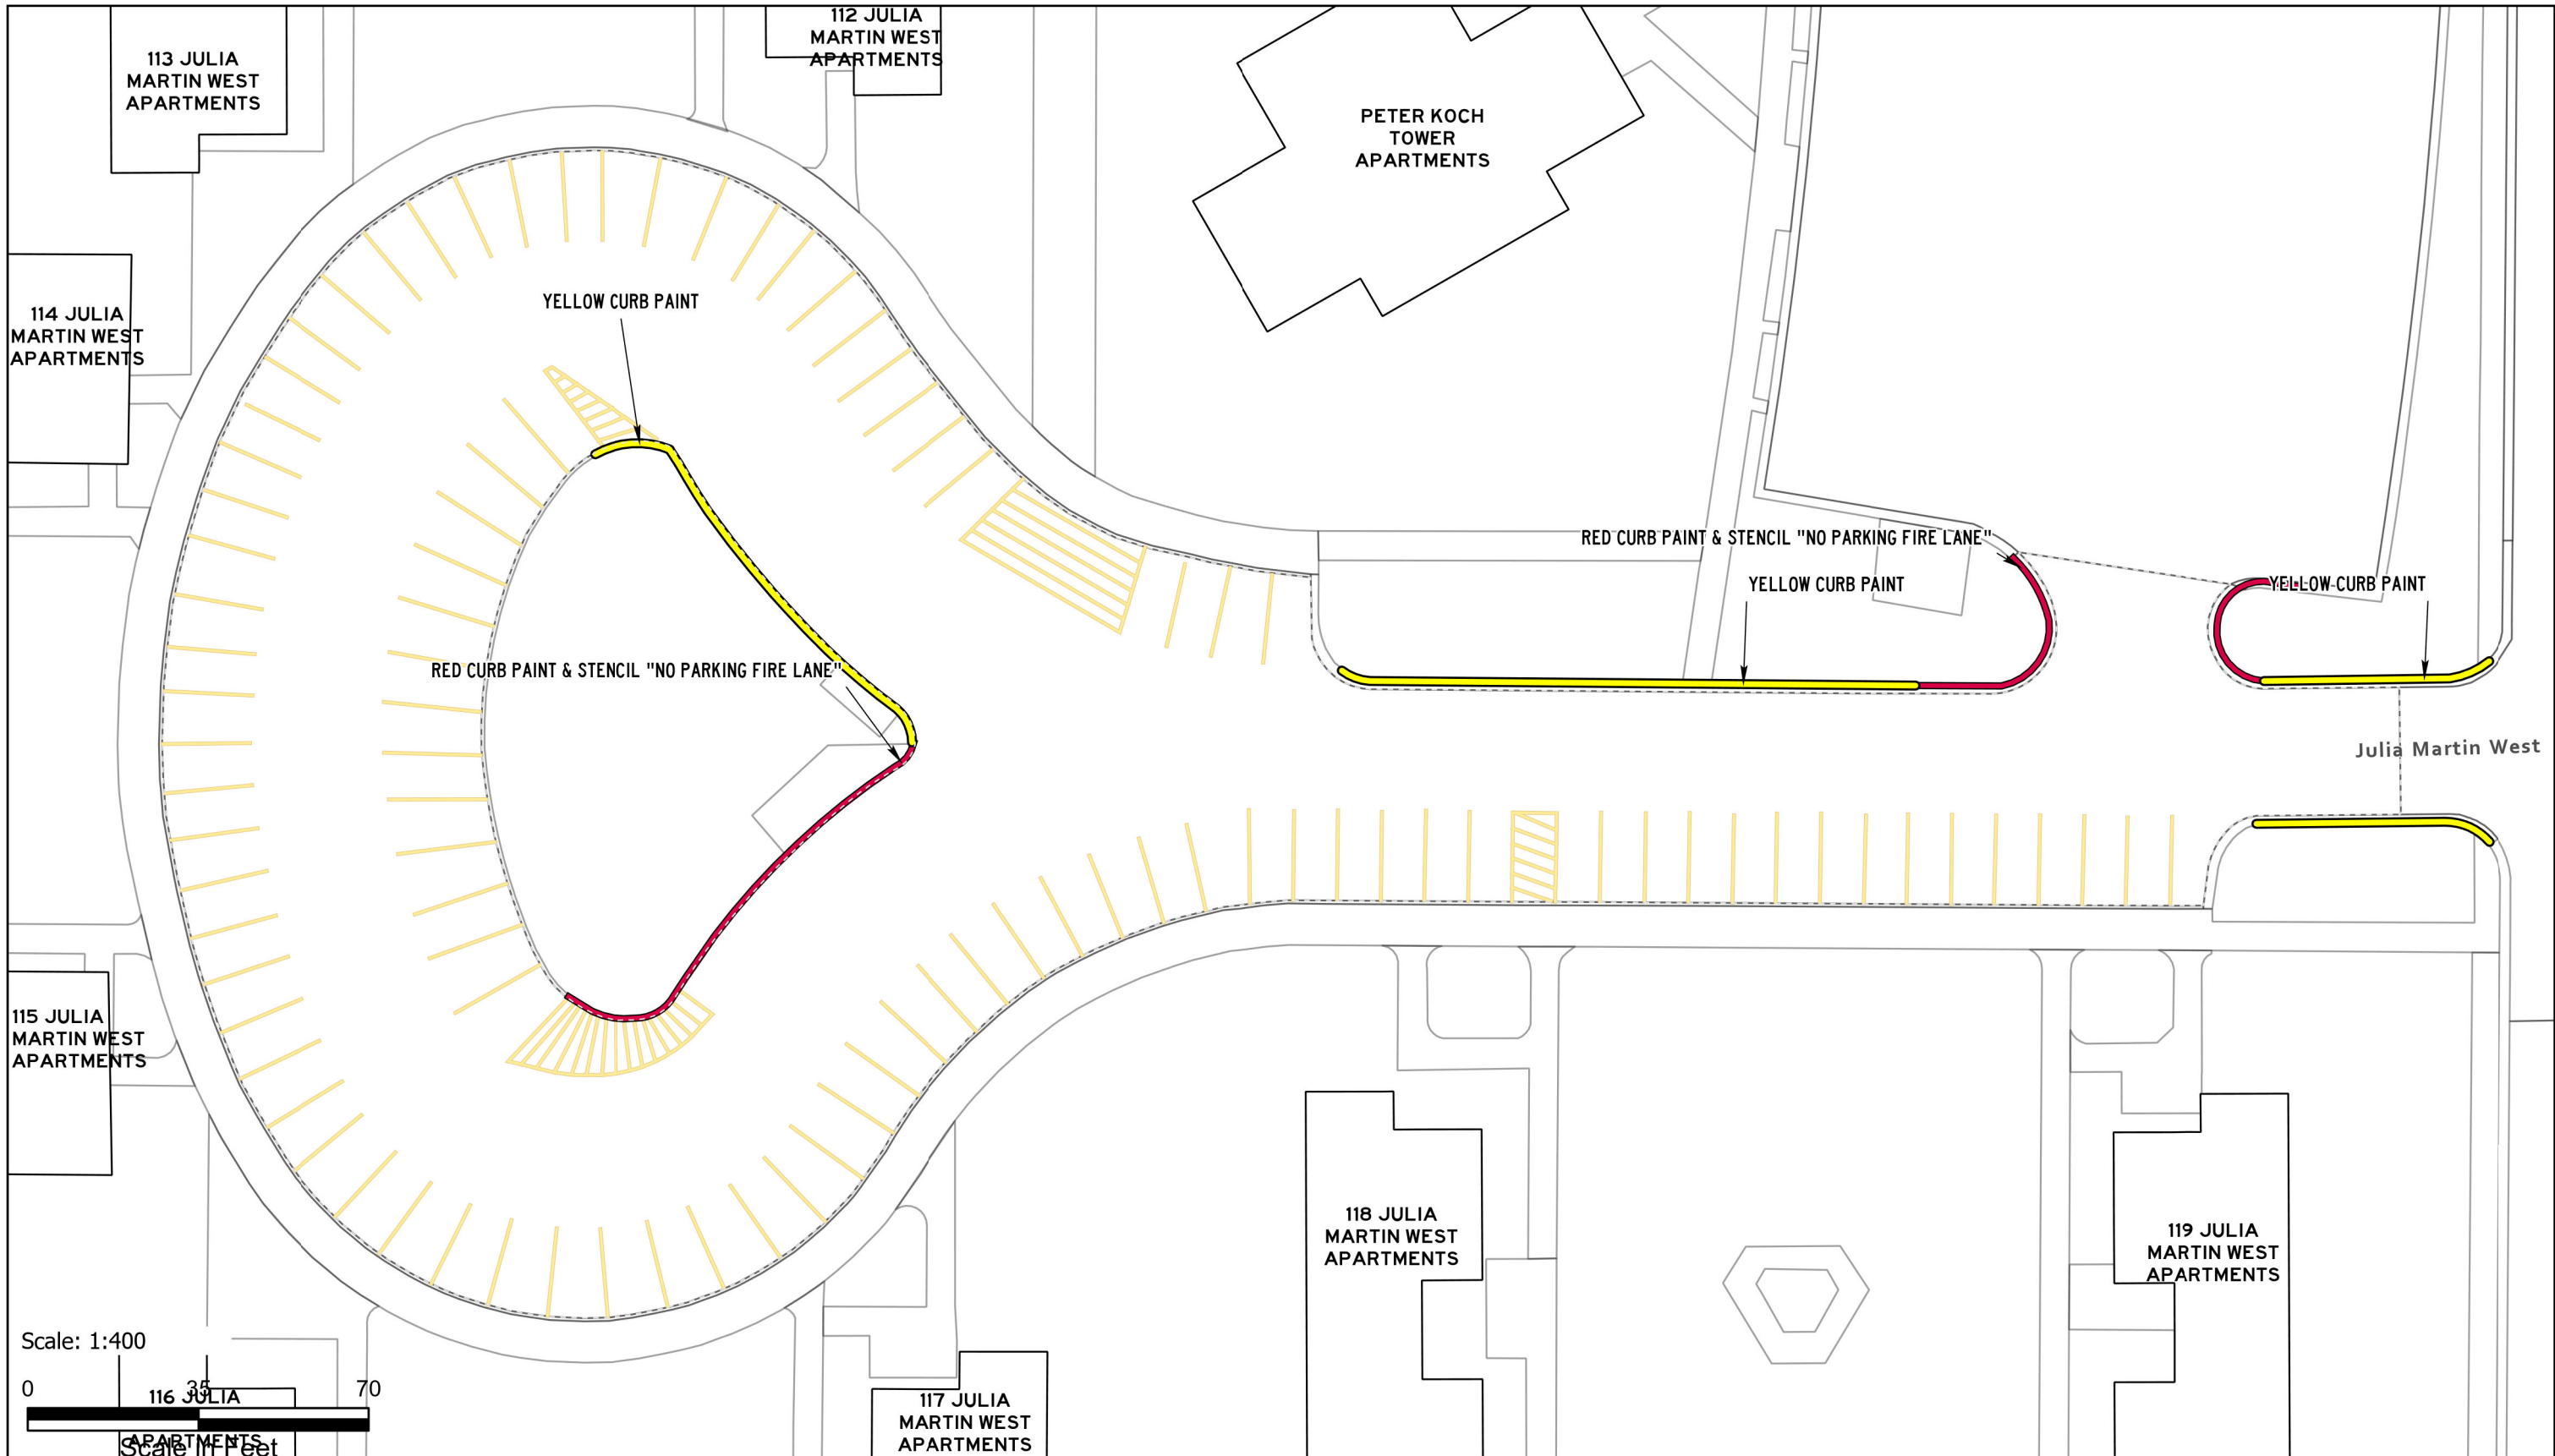 113 JULIA
MARTIN WEST
APARTMENTS
112 JULIA
MARTIN WEST
APARTMENTS
PETER KOCH
TOWER
APARTMENTS
114 JULIA
MARTIN WEST
APARTMENTS
YELLOW CURB PAINT
RED CURB PAINT & STENCIL "NO PARKING FIRE LANE"
YELLOW CURB PAINT
YELLOW CURB PAINT
RED CURB PAINT & STENCIL "NO PARKING FIRE LANE"
Julia Martin West
115 JULIA
MARTIN WEST
APARTMENTS
118 JULIA
MARTIN WEST
APARTMENTS
119 JULIA
MARTIN WEST
APARTMENTS
Scale: 1:400
0 35 70
116 JULIA
APARTMENTS
Scale in Feet
117 JULIA
MARTIN WEST
APARTMENTS